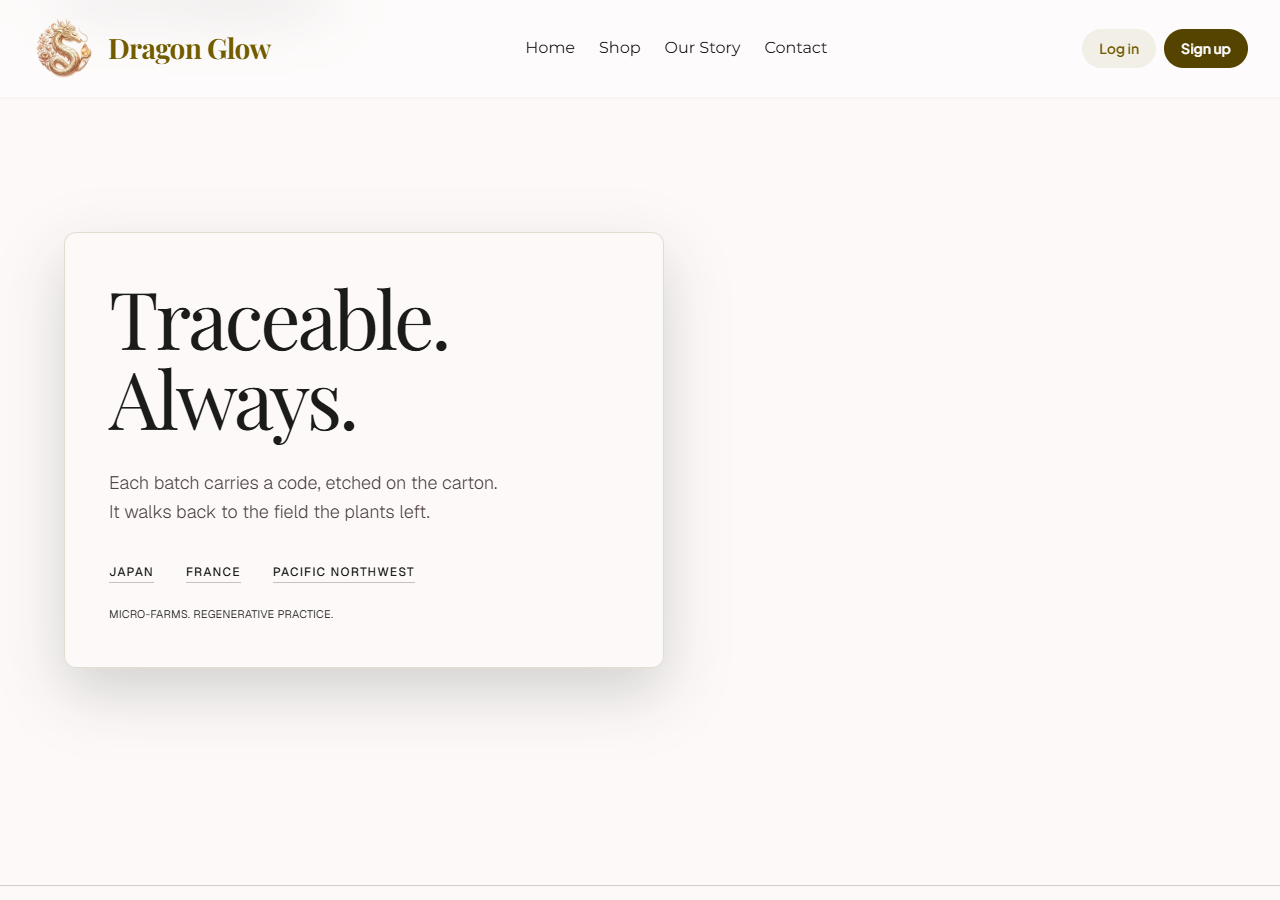 Dragon Glow
Home Shop Our Story Contact
Log in Sign up
Traceable.
Always.
Each batch carries a code, etched on the carton.
It walks back to the field the plants left.
JAPAN FRANCE PACIFIC NORTHWEST
MICRO-FARMS. REGENERATIVE PRACTICE.